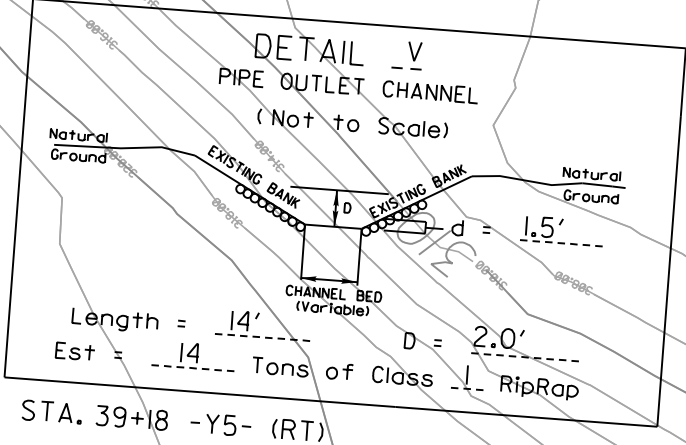 DETAIL V
PIPE OUTLET CHANNEL
(Not to Scale)
Natural
Ground
EXISTING BANK
D
EXISTING BANK
Natural
Ground
d = 1.5'
CHANNEL BED
(Variable)
Length = 14'
D = 2.0'
Est = 14 Tons of Class 1 RipRap
STA. 39+18 -Y5- (RT)
310